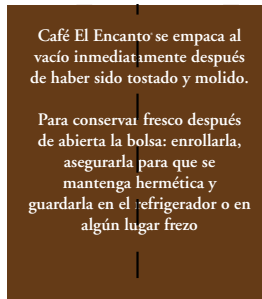 Café El Encanto se empaca al
vacío inmediatamente después
de haber sido tostado y molido.
Para conservar fresco después
de abierta la bolsa: enrollarla,
asegurarla para que se
mantenga hermética y
guardarla en el refrigerador o en
algún lugar frezo